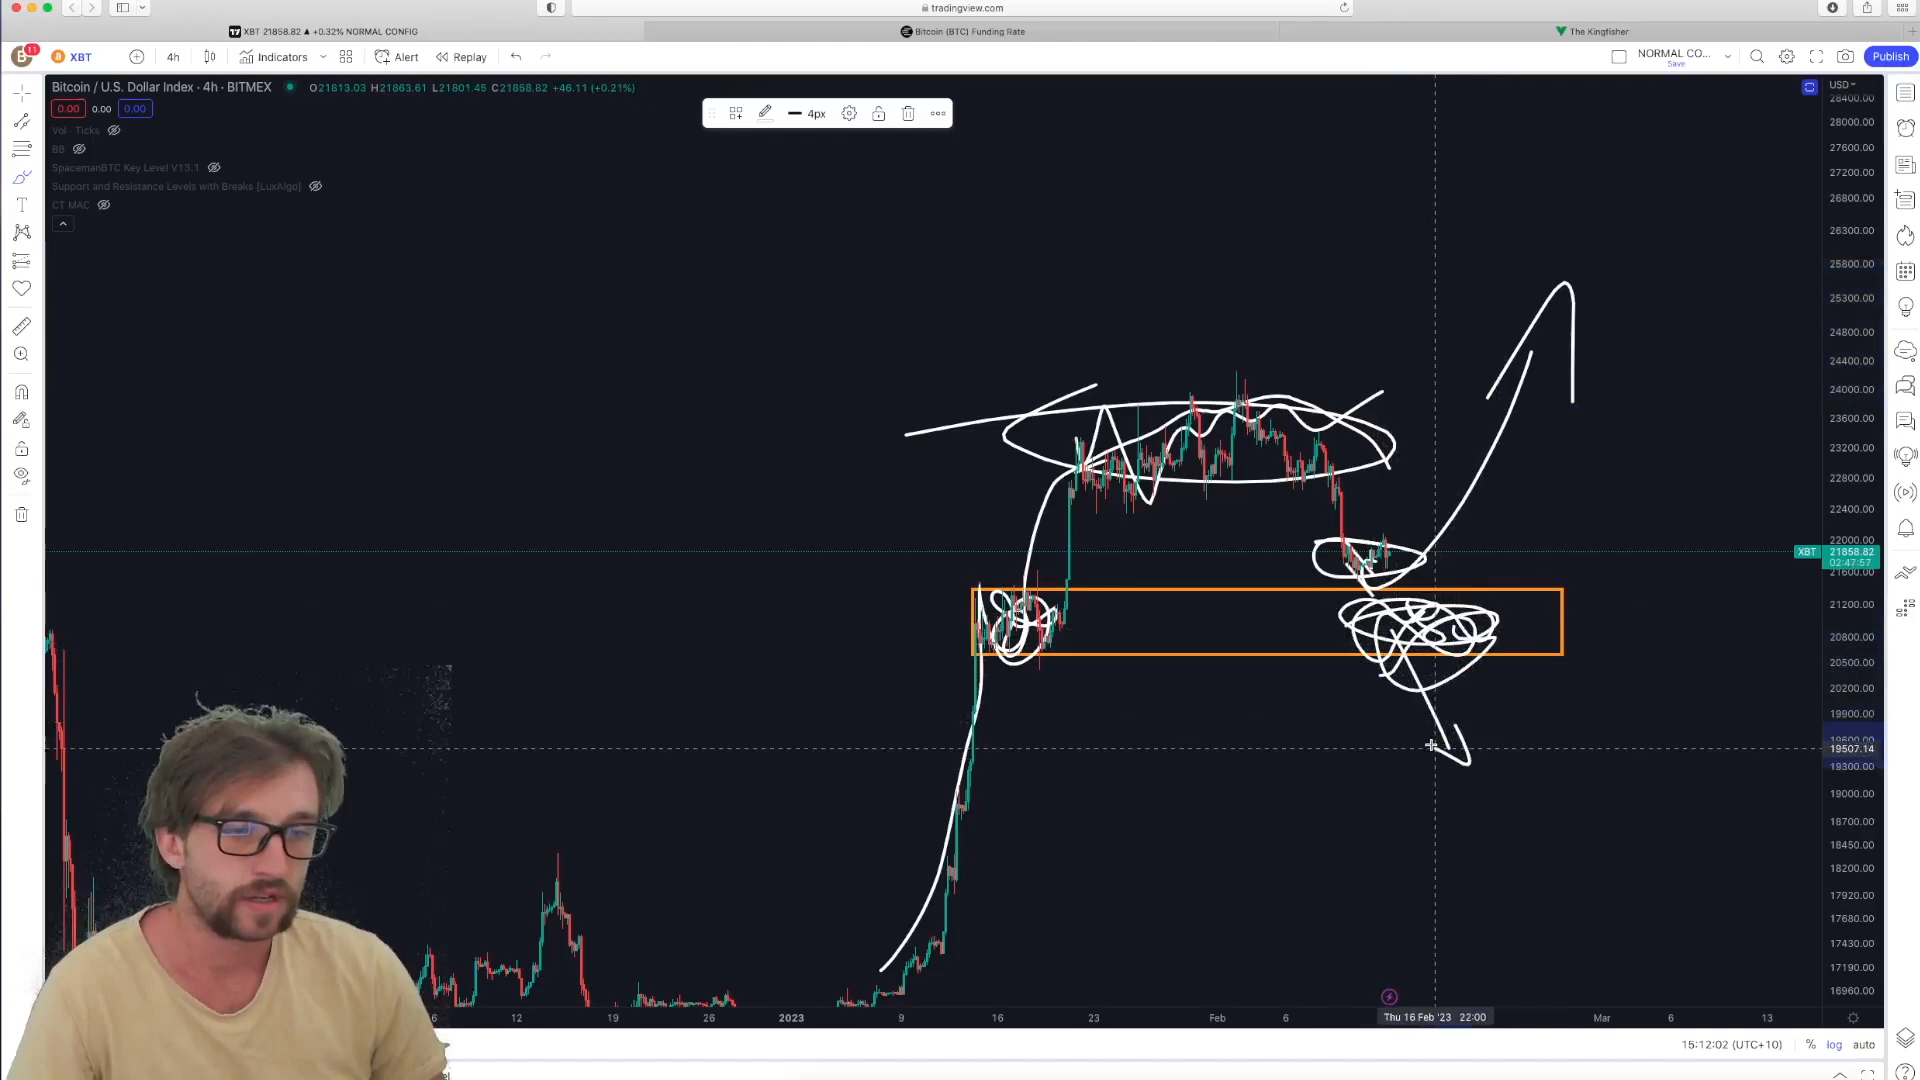 tradingview.com
XBT 21858.82 ▲ +0.32% NORMAL CONFIG
Bitcoin (BTC) Funding Rate
The Kingfisher
11
XBT
4h
Indicators
Alert
Replay
NORMAL CO...
Save
Publish
Bitcoin / U.S. Dollar Index · 4h · BITMEX
O21813.03 H21863.61 L21801.45 C21858.82 +46.11 (+0.21%)
0.00 0.00 0.00
4px
Vol · Ticks
BB
SpacemanBTC Key Level V13.1
Support and Resistance Levels with Breaks [LuxAlgo]
CT MAC
USD
28400.00
28000.00
27600.00
27200.00
26800.00
26300.00
25800.00
25300.00
24800.00
24400.00
24000.00
23600.00
23200.00
22800.00
22400.00
22000.00
XBT 21858.82
02:47:57
21600.00
21200.00
20800.00
20500.00
20200.00
19900.00
19600.00
19507.14
19300.00
19000.00
18700.00
18450.00
18200.00
17920.00
17680.00
17430.00
17190.00
16960.00
12
19
26
2023
9
16
23
Feb
6
Thu 16 Feb '23 22:00
Mar
6
13
15:12:02 (UTC+10)
%
log
auto